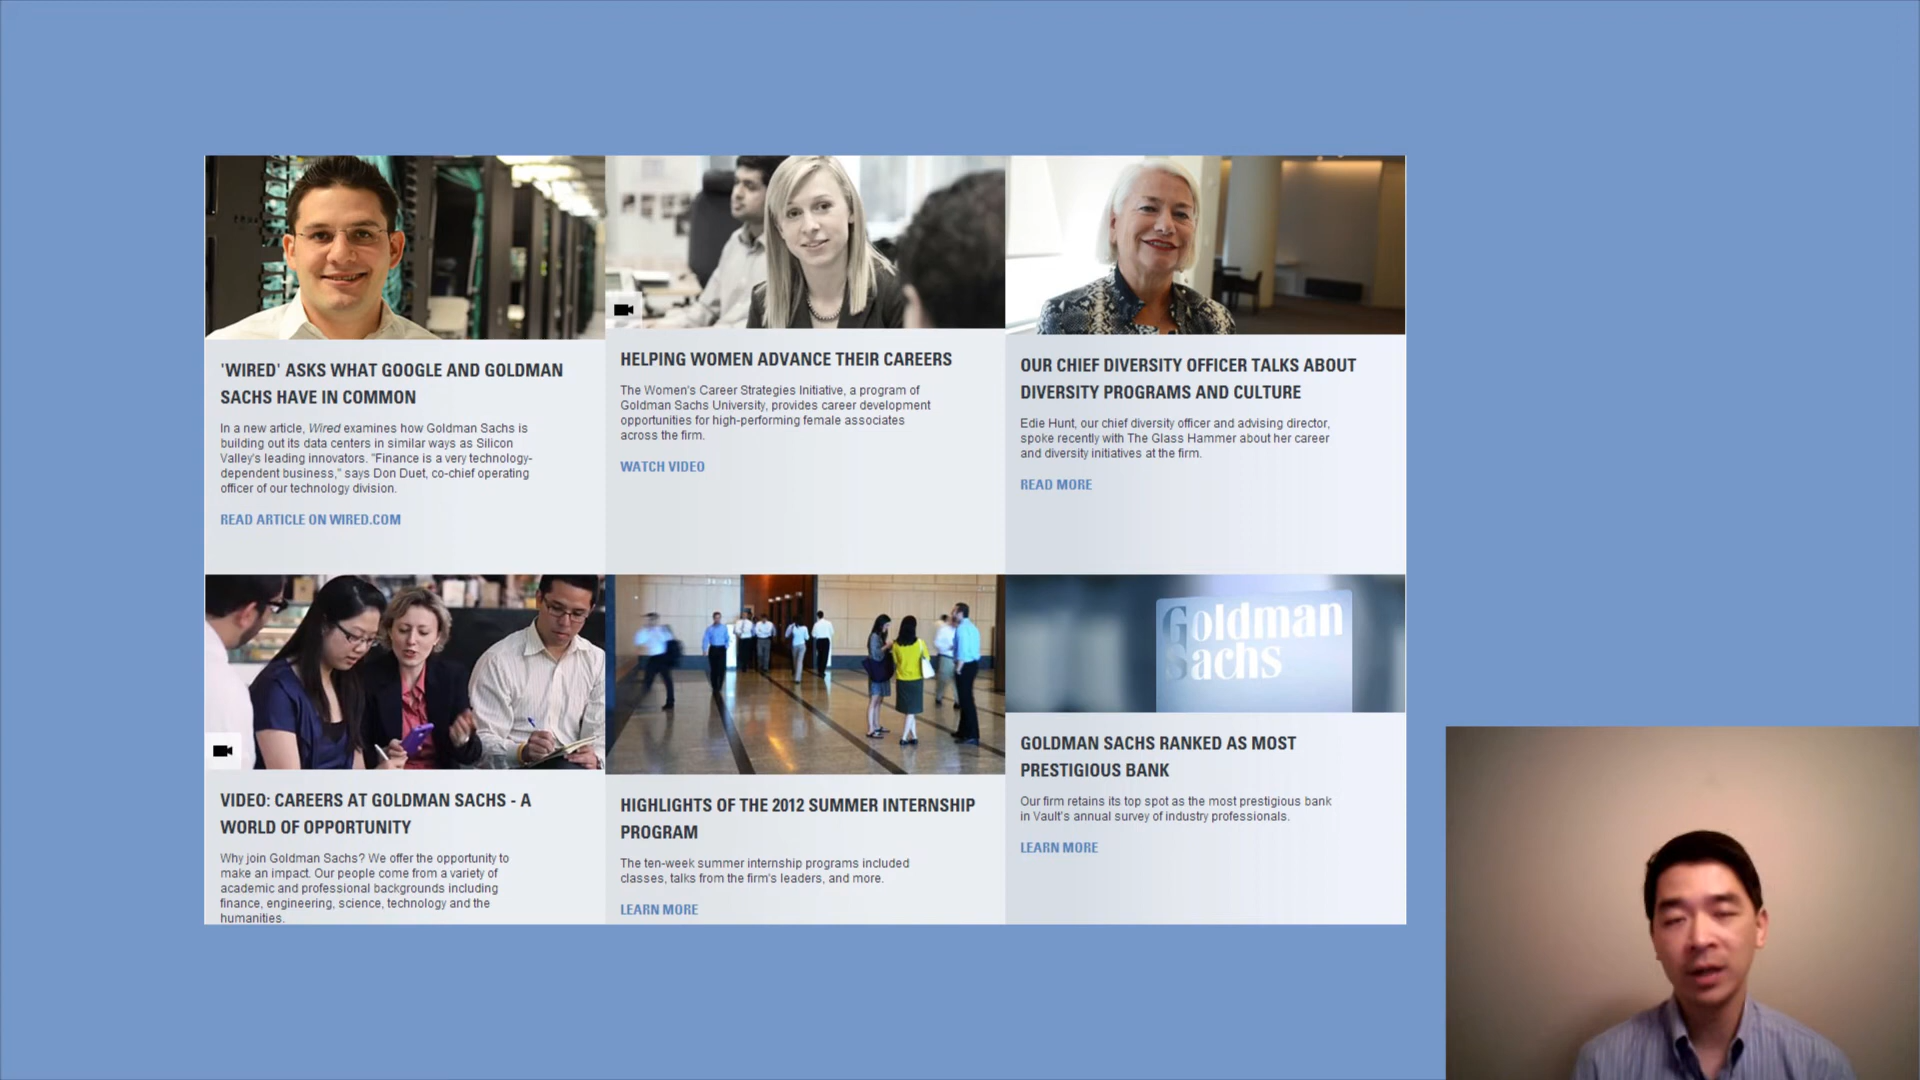 'WIRED' ASKS WHAT GOOGLE AND GOLDMAN
SACHS HAVE IN COMMON
In a new article, Wired examines how Goldman Sachs is
building out its data centers in similar ways as Silicon
Valley's leading innovators. "Finance is a very technology-
dependent business," says Don Duet, co-chief operating
officer of our technology division.
READ ARTICLE ON WIRED.COM
HELPING WOMEN ADVANCE THEIR CAREERS
The Women's Career Strategies Initiative, a program of
Goldman Sachs University, provides career development
opportunities for high-performing female associates
across the firm.
WATCH VIDEO
OUR CHIEF DIVERSITY OFFICER TALKS ABOUT
DIVERSITY PROGRAMS AND CULTURE
Edie Hunt, our chief diversity officer and advising director,
spoke recently with The Glass Hammer about her career
and diversity initiatives at the firm.
READ MORE
VIDEO: CAREERS AT GOLDMAN SACHS - A
WORLD OF OPPORTUNITY
Why join Goldman Sachs? We offer the opportunity to
make an impact. Our people come from a variety of
academic and professional backgrounds including
finance, engineering, science, technology and the
humanities.
HIGHLIGHTS OF THE 2012 SUMMER INTERNSHIP
PROGRAM
The ten-week summer internship programs included
classes, talks from the firm's leaders, and more.
LEARN MORE
Goldman
Sachs
GOLDMAN SACHS RANKED AS MOST
PRESTIGIOUS BANK
Our firm retains its top spot as the most prestigious bank
in Vault's annual survey of industry professionals.
LEARN MORE